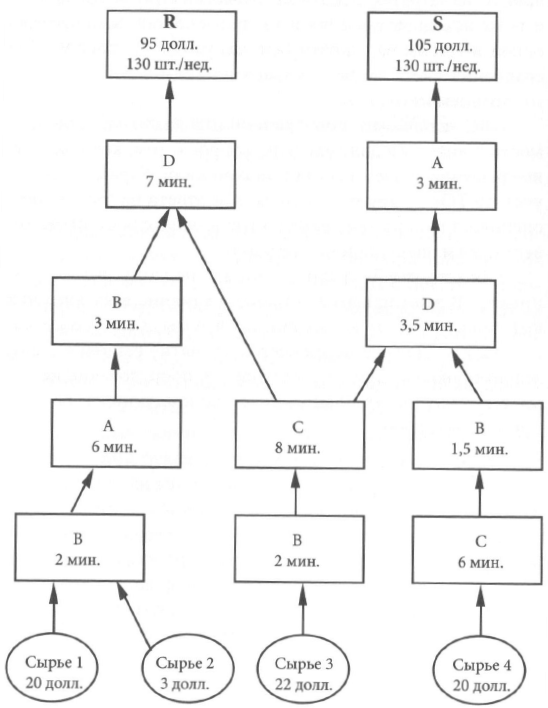 R
95 долл.
130 шт./нед.
S
105 долл.
130 шт./нед.
D
7 мин.
A
3 мин.
B
3 мин.
D
3,5 мин.
A
6 мин.
C
8 мин.
B
1,5 мин.
B
2 мин.
B
2 мин.
C
6 мин.
Сырье 1
20 долл.
Сырье 2
3 долл.
Сырье 3
22 долл.
Сырье 4
20 долл.